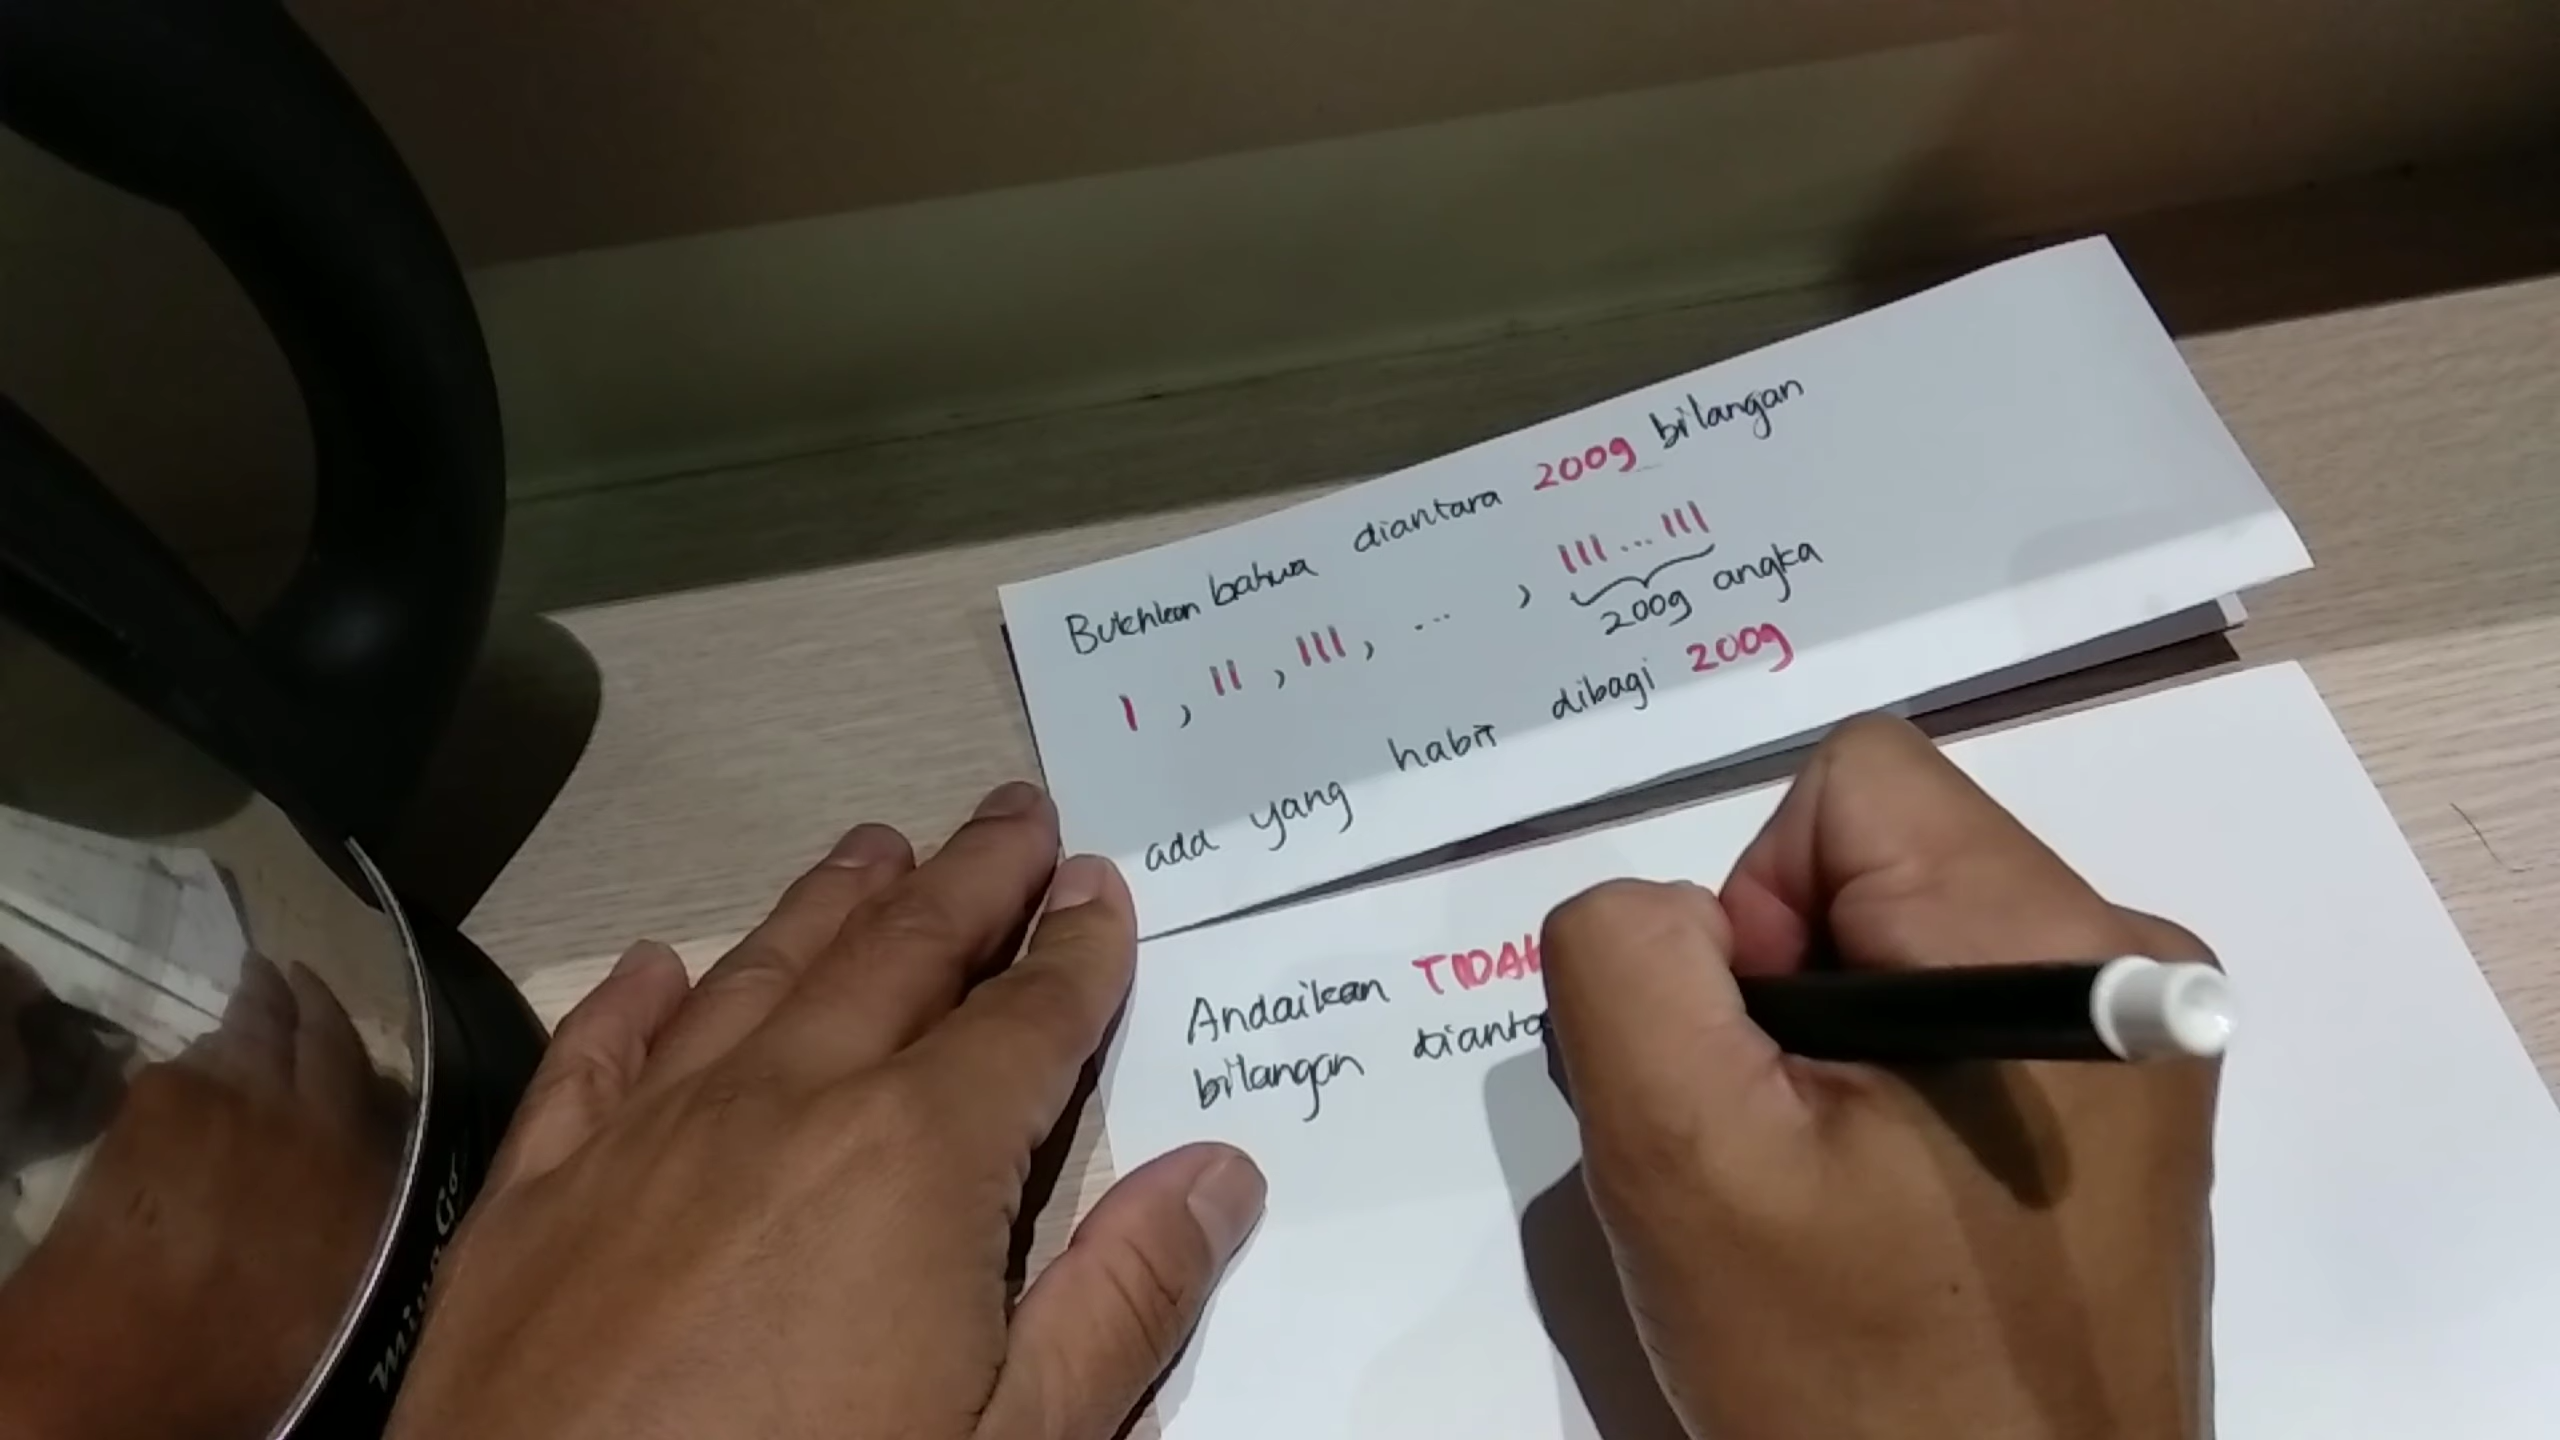 Buktikan bahwa diantara 2009 bilangan
1 , 11 , 111 , ... , 111...111
2009 angka
ada yang habis dibagi 2009
Andaikan TIDAK
bilangan